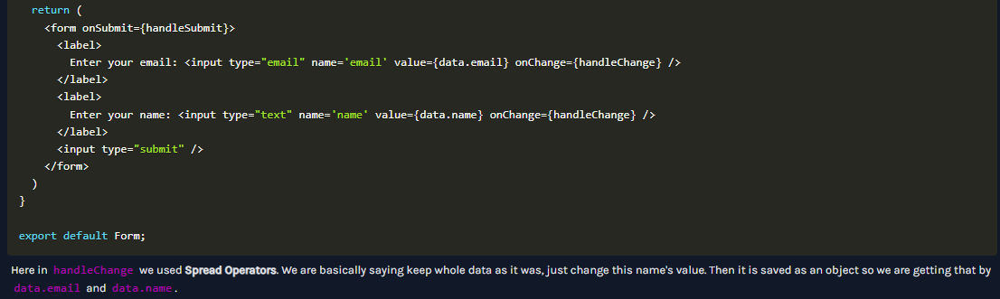 return (
<form onSubmit={handleSubmit}>
<label>
Enter your email: <input type="email" name='email' value={data.email} onChange={handleChange} />
</label>
<label>
Enter your name: <input type="text" name='name' value={data.name} onChange={handleChange} />
</label>
<input type="submit" />
</form>
)
}
export default Form;
Here in handleChange we used Spread Operators. We are basically saying keep whole data as it was, just change this name's value. Then it is saved as an object so we are getting that by
data.email and data.name.